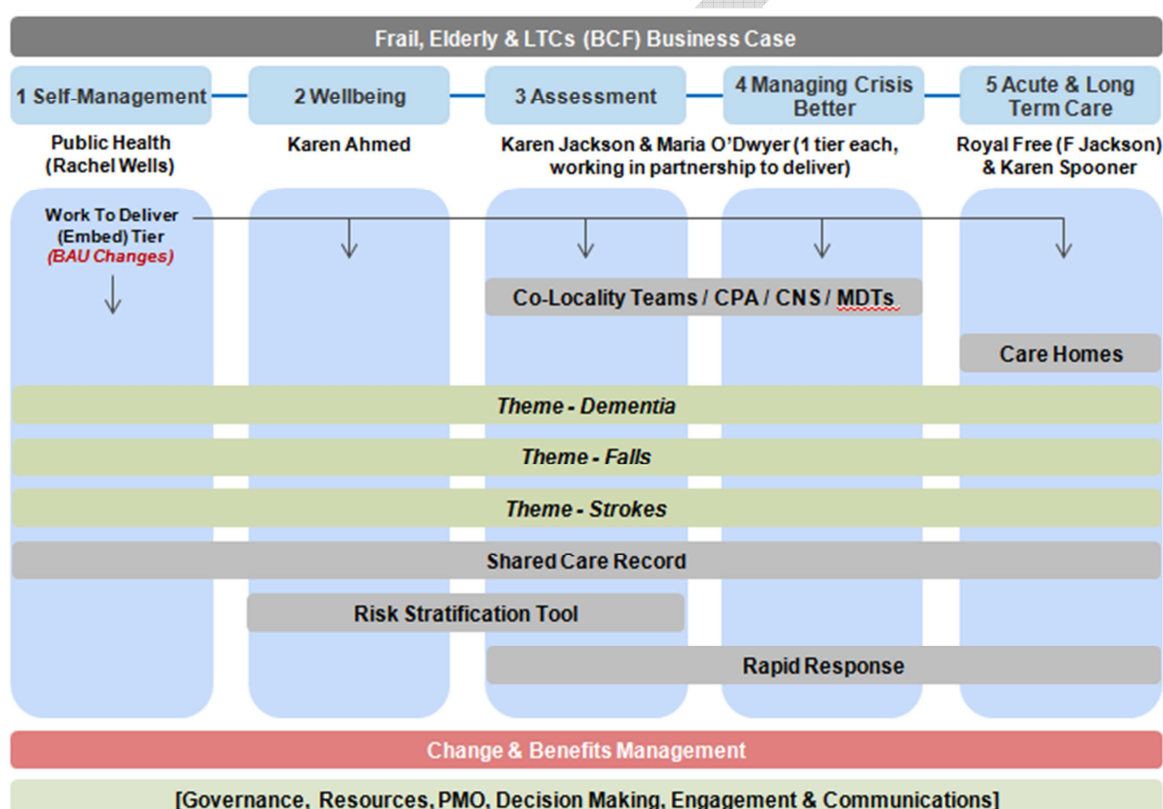 Frail, Elderly & LTCs (BCF) Business Case
1 Self-Management
2 Wellbeing
3 Assessment
4 Managing Crisis
Better
5 Acute & Long
Term Care
Public Health
(Rachel Wells)
Karen Ahmed
Karen Jackson & Maria O'Dwyer (1 tier each,
working in partnership to deliver)
Royal Free (F Jackson)
& Karen Spooner
Work To Deliver
(Embed) Tier
(BAU Changes)
Co-Locality Teams / CPA / CNS / MDTs
Care Homes
Theme - Dementia
Theme - Falls
Theme - Strokes
Shared Care Record
Risk Stratification Tool
Rapid Response
Change & Benefits Management
[Governance, Resources, PMO, Decision Making, Engagement & Communications]